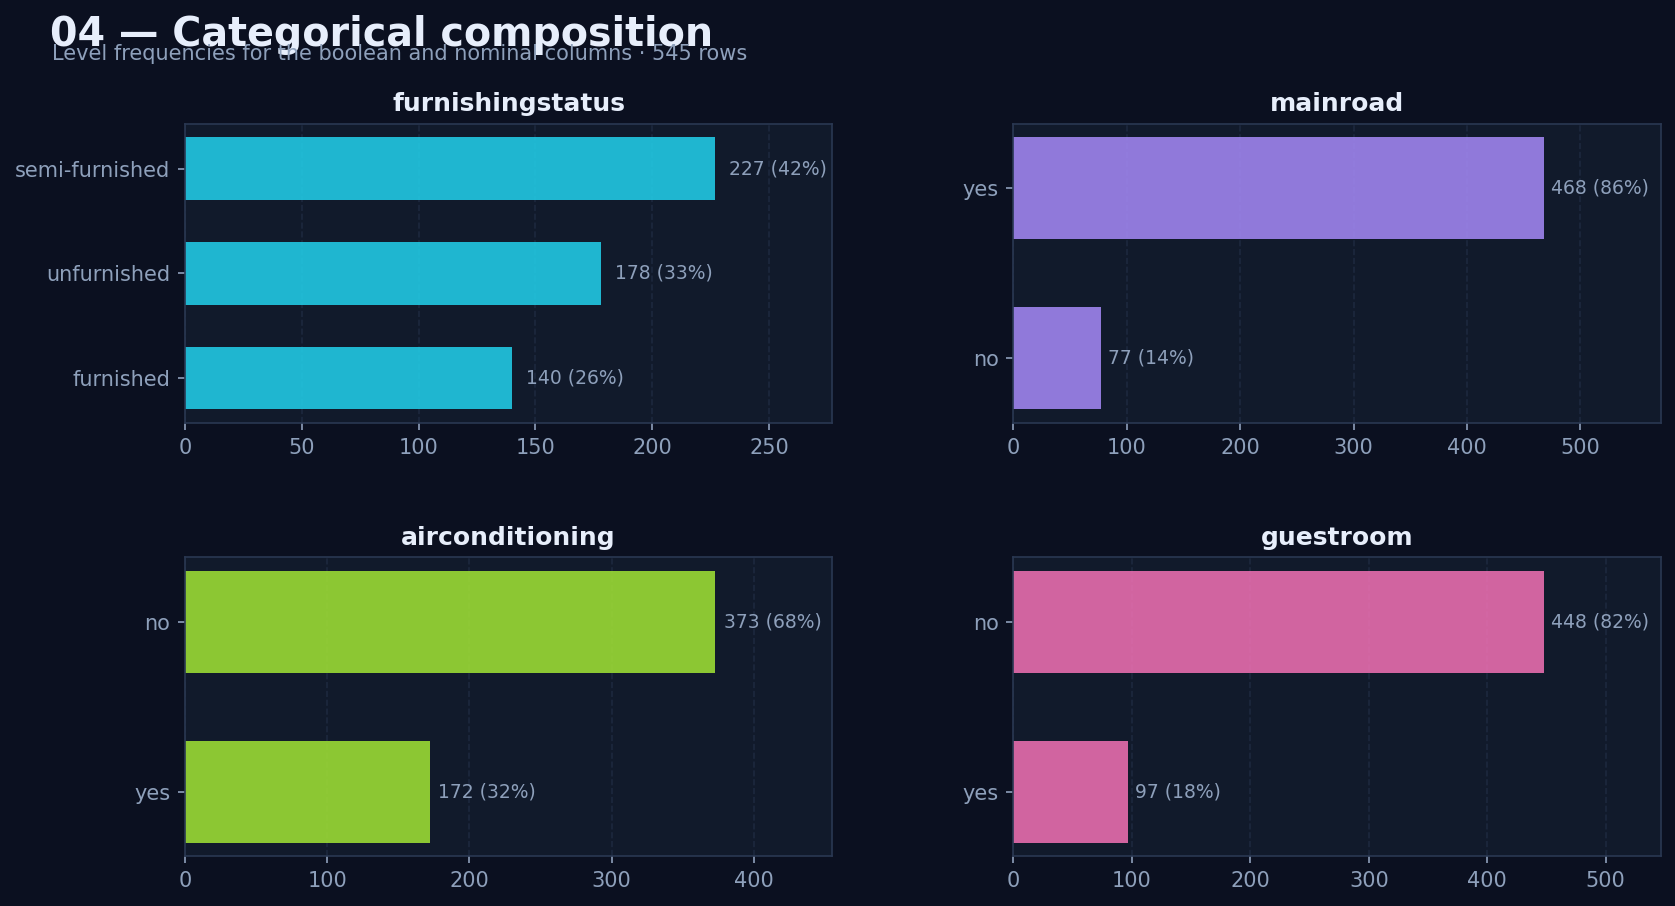 04 — Categorical composition
Level frequencies for the boolean and nominal columns · 545 rows
furnishingstatus
semi-furnished
227 (42%)
unfurnished
178 (33%)
furnished
140 (26%)
0 50 100 150 200 250
mainroad
yes
468 (86%)
no
77 (14%)
0 100 200 300 400 500
airconditioning
no
373 (68%)
yes
172 (32%)
0 100 200 300 400
guestroom
no
448 (82%)
yes
97 (18%)
0 100 200 300 400 500